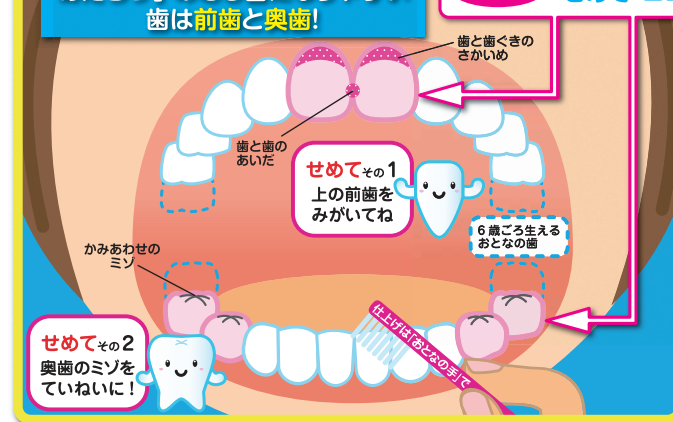 歯は前歯と奥歯!
歯と歯ぐきの
さかいめ
歯と歯の
あいだ
せめてその1
上の前歯を
みがいてね
6歳ごろ生える
おとなの歯
かみあわせの
ミゾ
せめてその2
奥歯のミゾを
ていねいに!
仕上げは「おとなの手」で